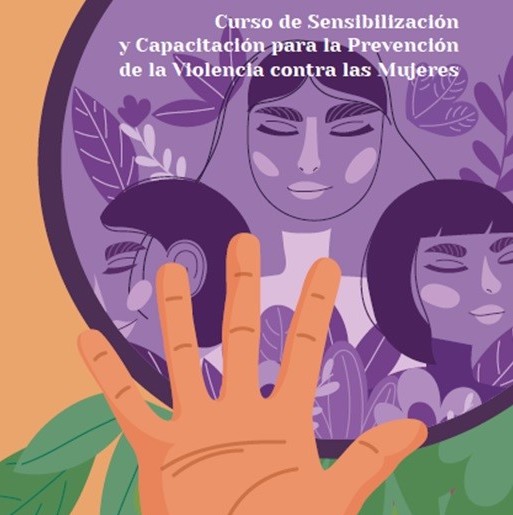 Curso de Sensibilización
y Capacitación para la Prevención
de la Violencia contra las Mujeres